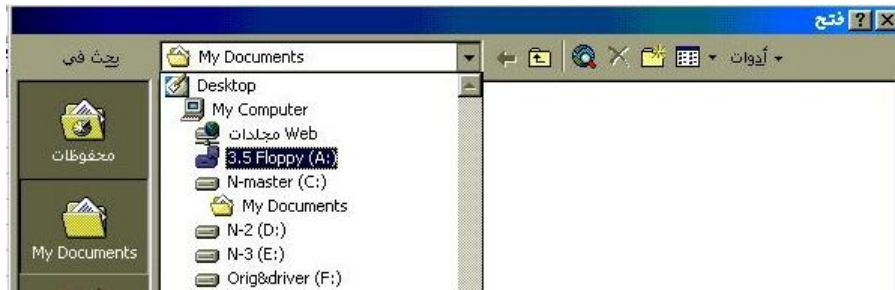 فتح
يحث في
My Documents
أدوات
Desktop
My Computer
مجلدات Web
3.5 Floppy (A:)
N-master (C:)
My Documents
N-2 (D:)
N-3 (E:)
Orig&driver (F:)
محفوظات
My Documents